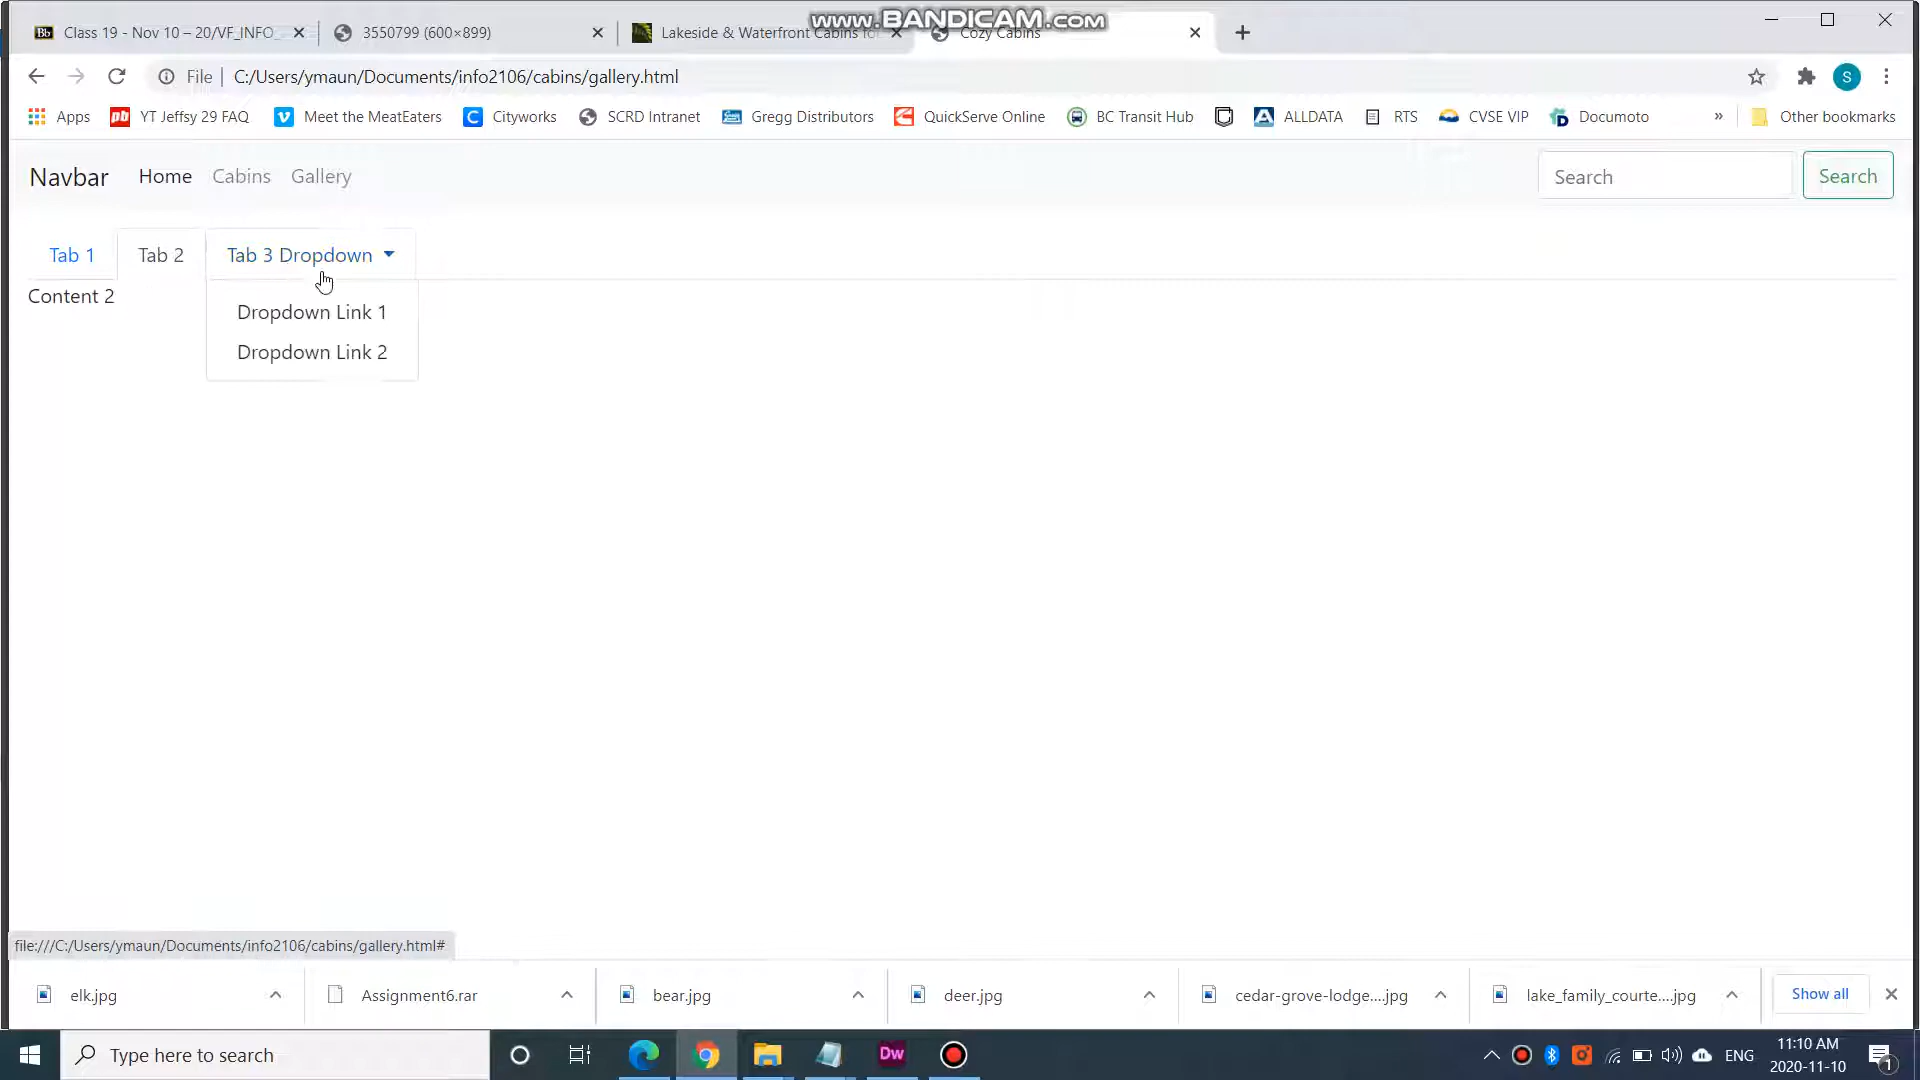 www.BANDICAM.com
Class 19 - Nov 10 – 20/VF_INFO_
3550799 (600×899)
Lakeside & Waterfront Cabins for
Cozy Cabins
File
C:/Users/ymaun/Documents/info2106/cabins/gallery.html
S
Apps
YT Jeffsy 29 FAQ
Meet the MeatEaters
Cityworks
SCRD Intranet
Gregg Distributors
QuickServe Online
BC Transit Hub
ALLDATA
RTS
CVSE VIP
Documoto
»
Other bookmarks
Navbar
Home
Cabins
Gallery
Search
Search
Tab 1
Tab 2
Tab 3 Dropdown
Content 2
Dropdown Link 1
Dropdown Link 2
file:///C:/Users/ymaun/Documents/info2106/cabins/gallery.html#
elk.jpg
Assignment6.rar
bear.jpg
deer.jpg
cedar-grove-lodge....jpg
lake_family_courte....jpg
Show all
Type here to search
Dw
ENG
11:10 AM
2020-11-10
1